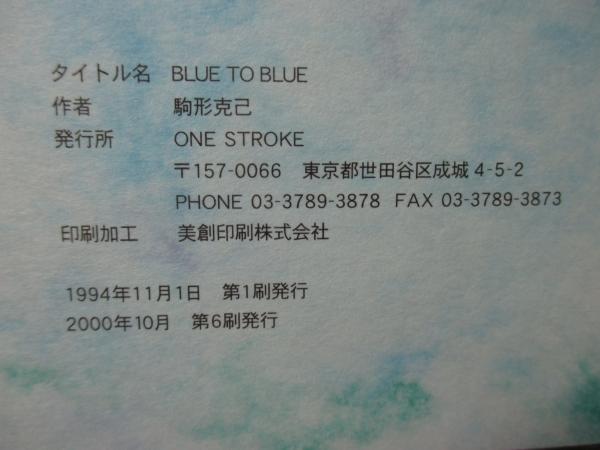 タイトル名 BLUE TO BLUE
作者 駒形克己
発行所 ONE STROKE
〒157-0066 東京都世田谷区成城 4-5-2
PHONE 03-3789-3878 FAX 03-3789-3873
印刷加工 美創印刷株式会社
1994年11月1日 第1刷発行
2000年10月 第6刷発行